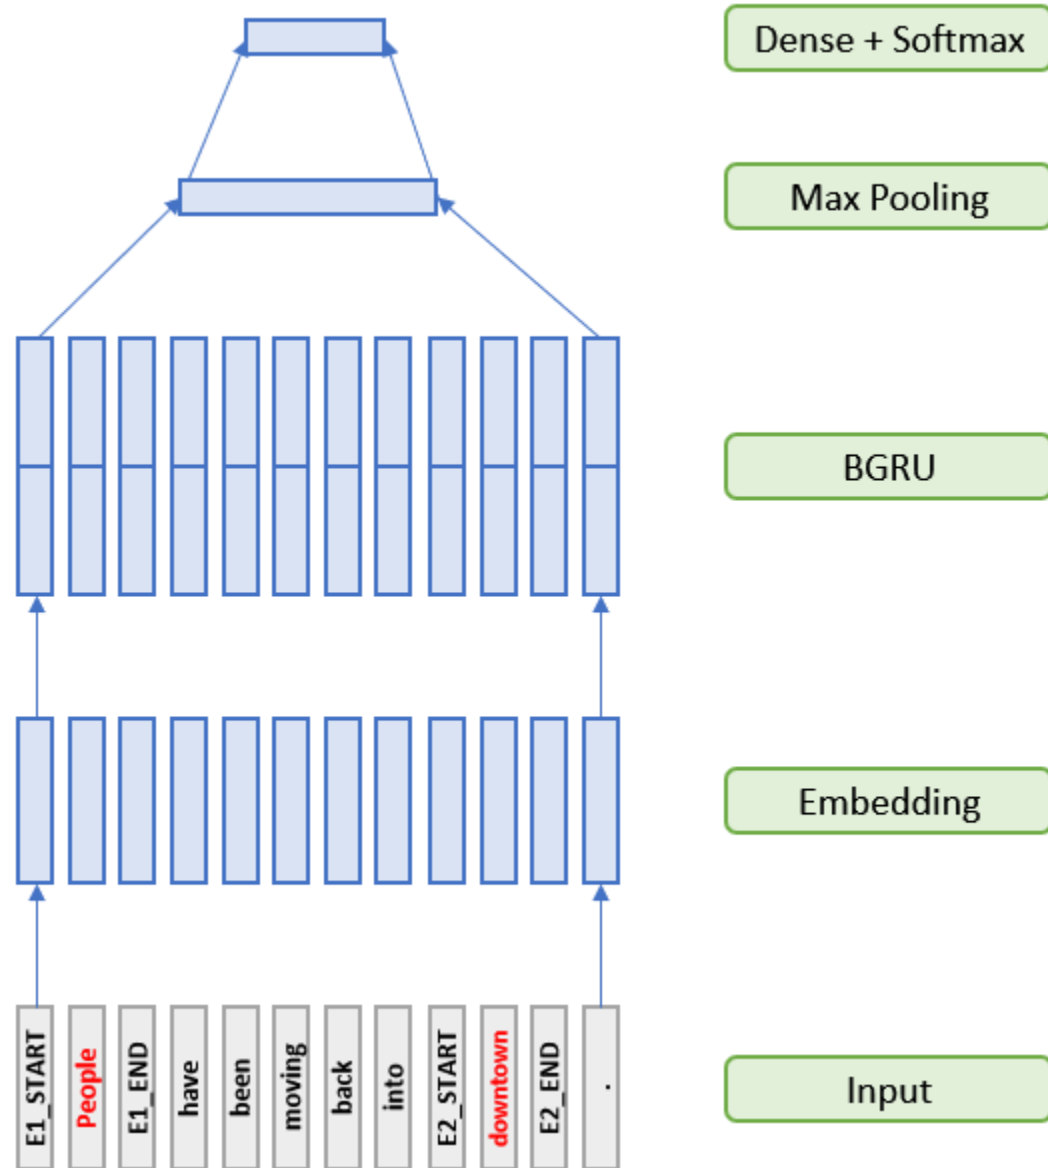 Dense + Softmax
Max Pooling
BGRU
Embedding
E1_START
People
E1_END
have
been
moving
back
into
E2_START
downtown
E2_END
.
Input